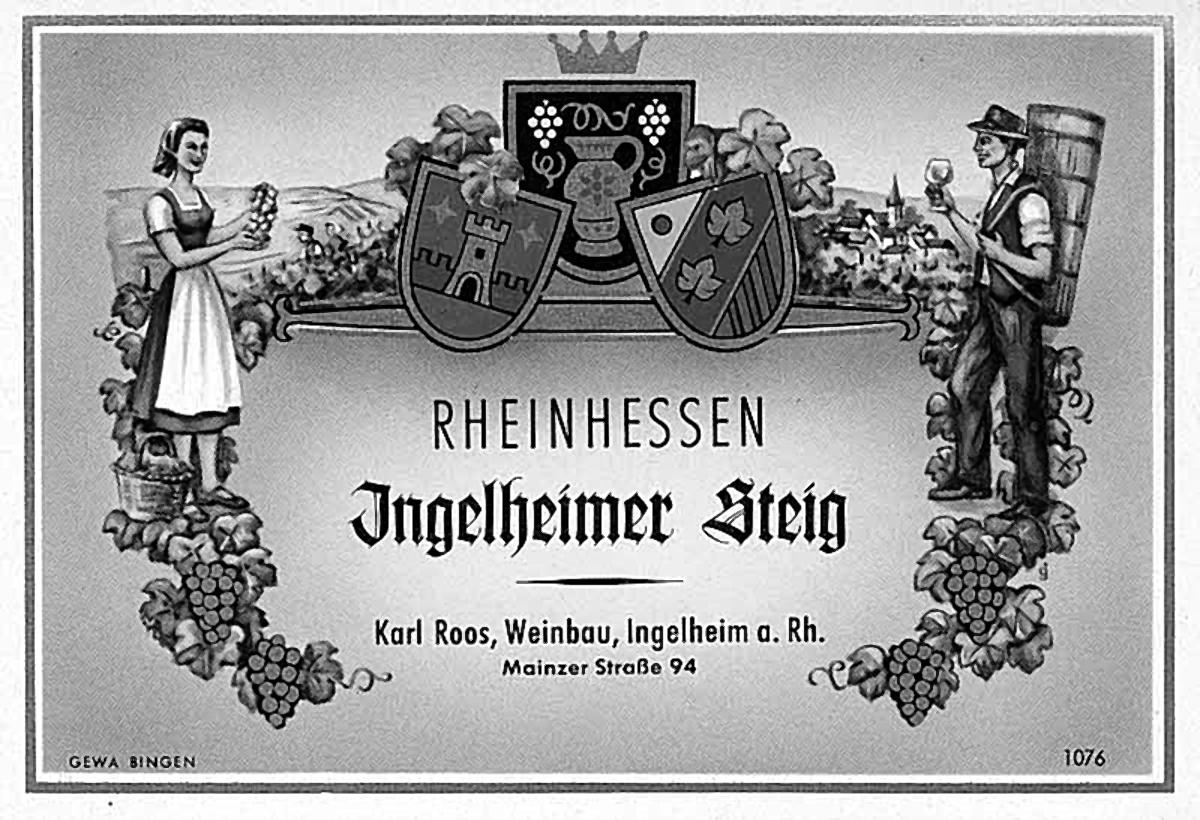 RHEINHESSEN
Ingelheimer Steig
Karl Roos, Weinbau, Ingelheim a. Rh.
Mainzer Straße 94
GEWA BINGEN
1076